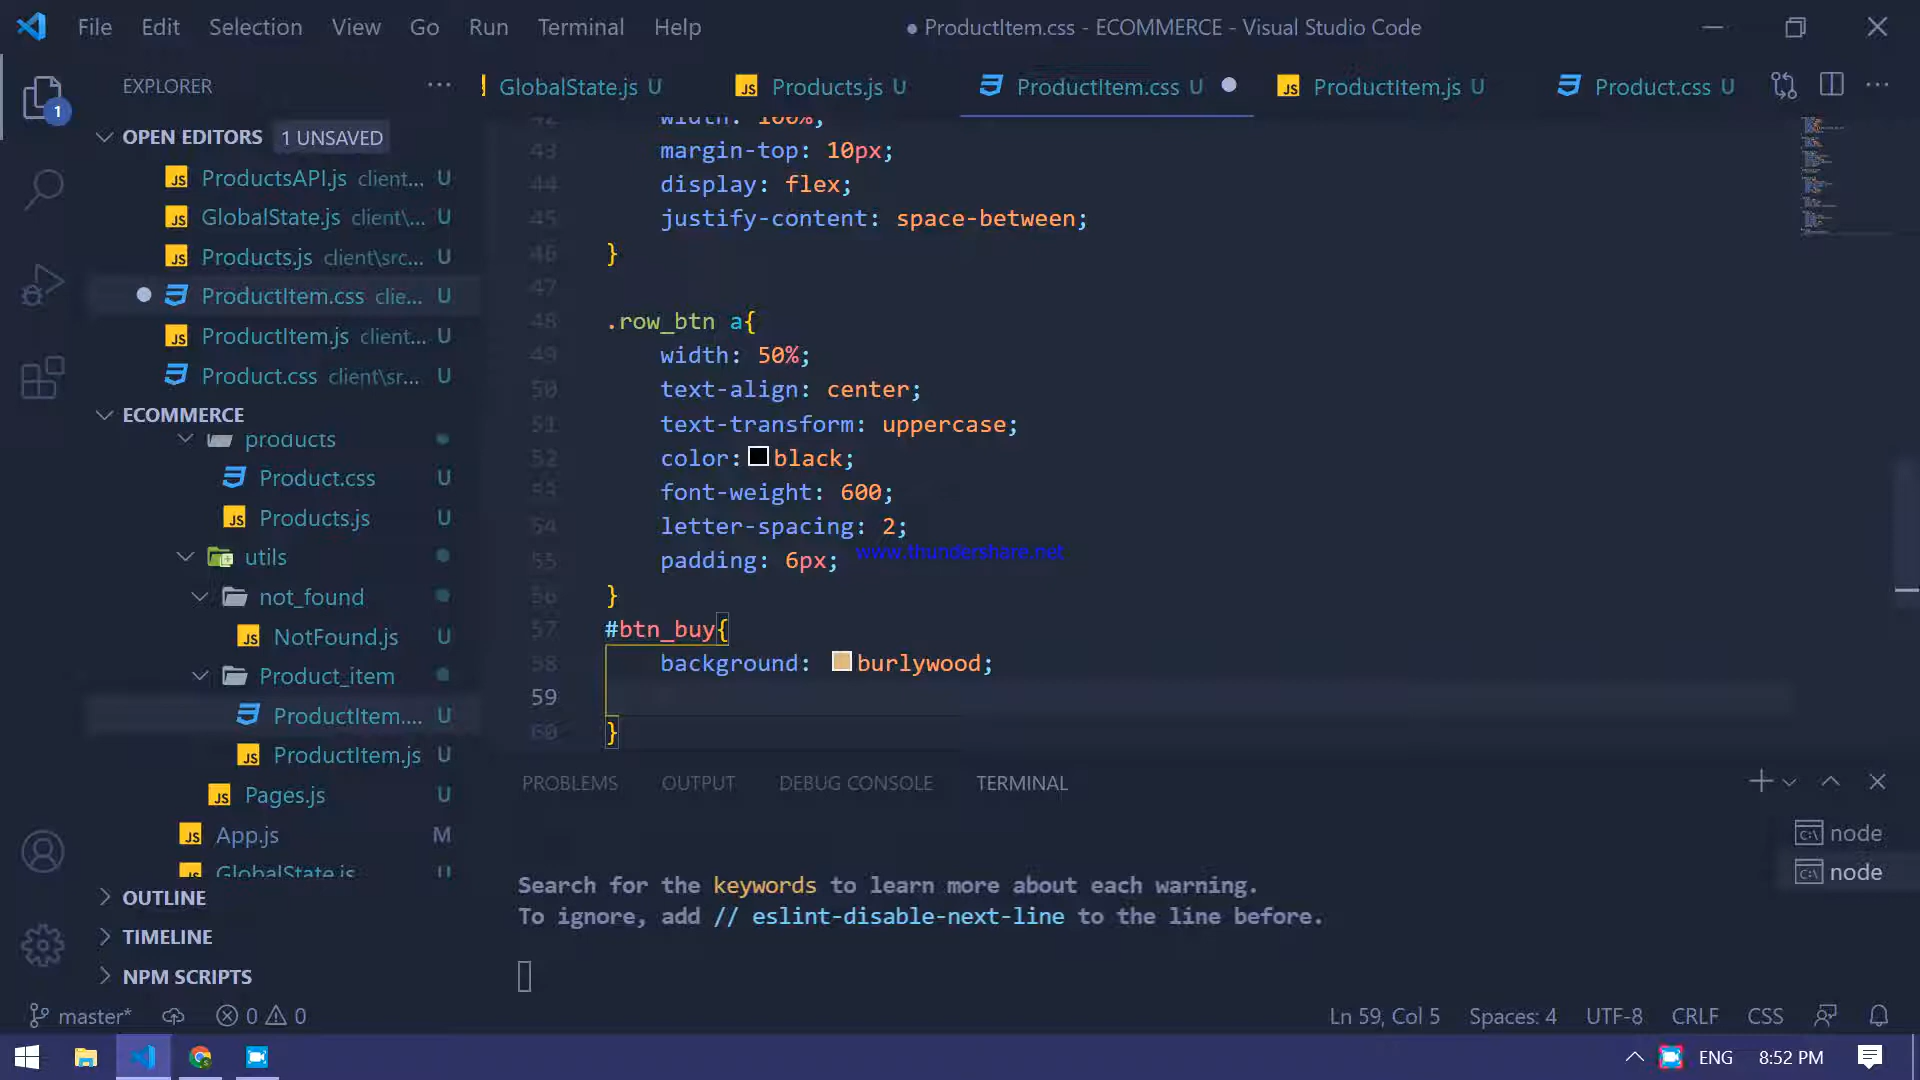 File Edit Selection View Go Run Terminal Help
● ProductItem.css - ECOMMERCE - Visual Studio Code
EXPLORER
GlobalState.js U
Products.js U
ProductItem.css U
ProductItem.js U
Product.css U
1
OPEN EDITORS 1 UNSAVED
ProductsAPI.js client... U
GlobalState.js client\... U
Products.js client\src... U
ProductItem.css clie... U
ProductItem.js client... U
Product.css client\sr... U
ECOMMERCE
products
Product.css U
Products.js U
utils
not_found
NotFound.js U
Product_item
ProductItem.... U
ProductItem.js U
Pages.js U
App.js M
GlobalState.js U
OUTLINE
TIMELINE
NPM SCRIPTS
42 width: 100%;
43 margin-top: 10px;
44 display: flex;
45 justify-content: space-between;
46 }
47
48 .row_btn a{
49 width: 50%;
50 text-align: center;
51 text-transform: uppercase;
52 color: black;
53 font-weight: 600;
54 letter-spacing: 2;
55 padding: 6px;
56 }
57 #btn_buy{
58 background: burlywood;
59
60 }
www.thundershare.net
PROBLEMS OUTPUT DEBUG CONSOLE TERMINAL
node
node
Search for the keywords to learn more about each warning.
To ignore, add // eslint-disable-next-line to the line before.
master* 0 0
Ln 59, Col 5 Spaces: 4 UTF-8 CRLF CSS
ENG 8:52 PM